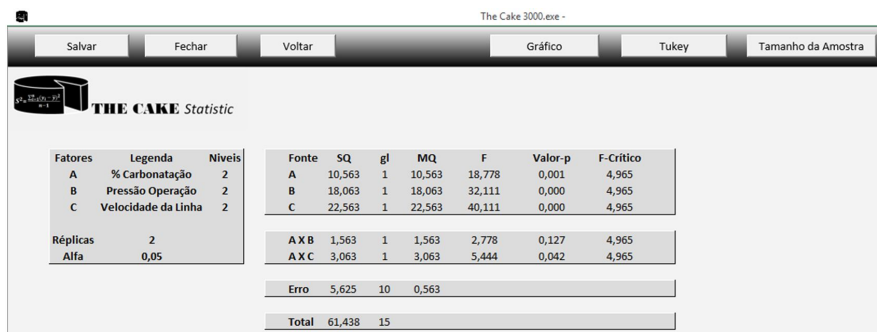 The Cake 3000.exe -
Salvar Fechar Voltar Gráfico Tukey Tamanho da Amostra
THE CAKE Statistic
Fatores Legenda Níveis
A % Carbonatação 2
B Pressão Operação 2
C Velocidade da Linha 2
Réplicas 2
Alfa 0,05
Fonte SQ gl MQ F Valor-p F-Crítico
A 10,563 1 10,563 18,778 0,001 4,965
B 18,063 1 18,063 32,111 0,000 4,965
C 22,563 1 22,563 40,111 0,000 4,965
A X B 1,563 1 1,563 2,778 0,127 4,965
A X C 3,063 1 3,063 5,444 0,042 4,965
Erro 5,625 10 0,563
Total 61,438 15